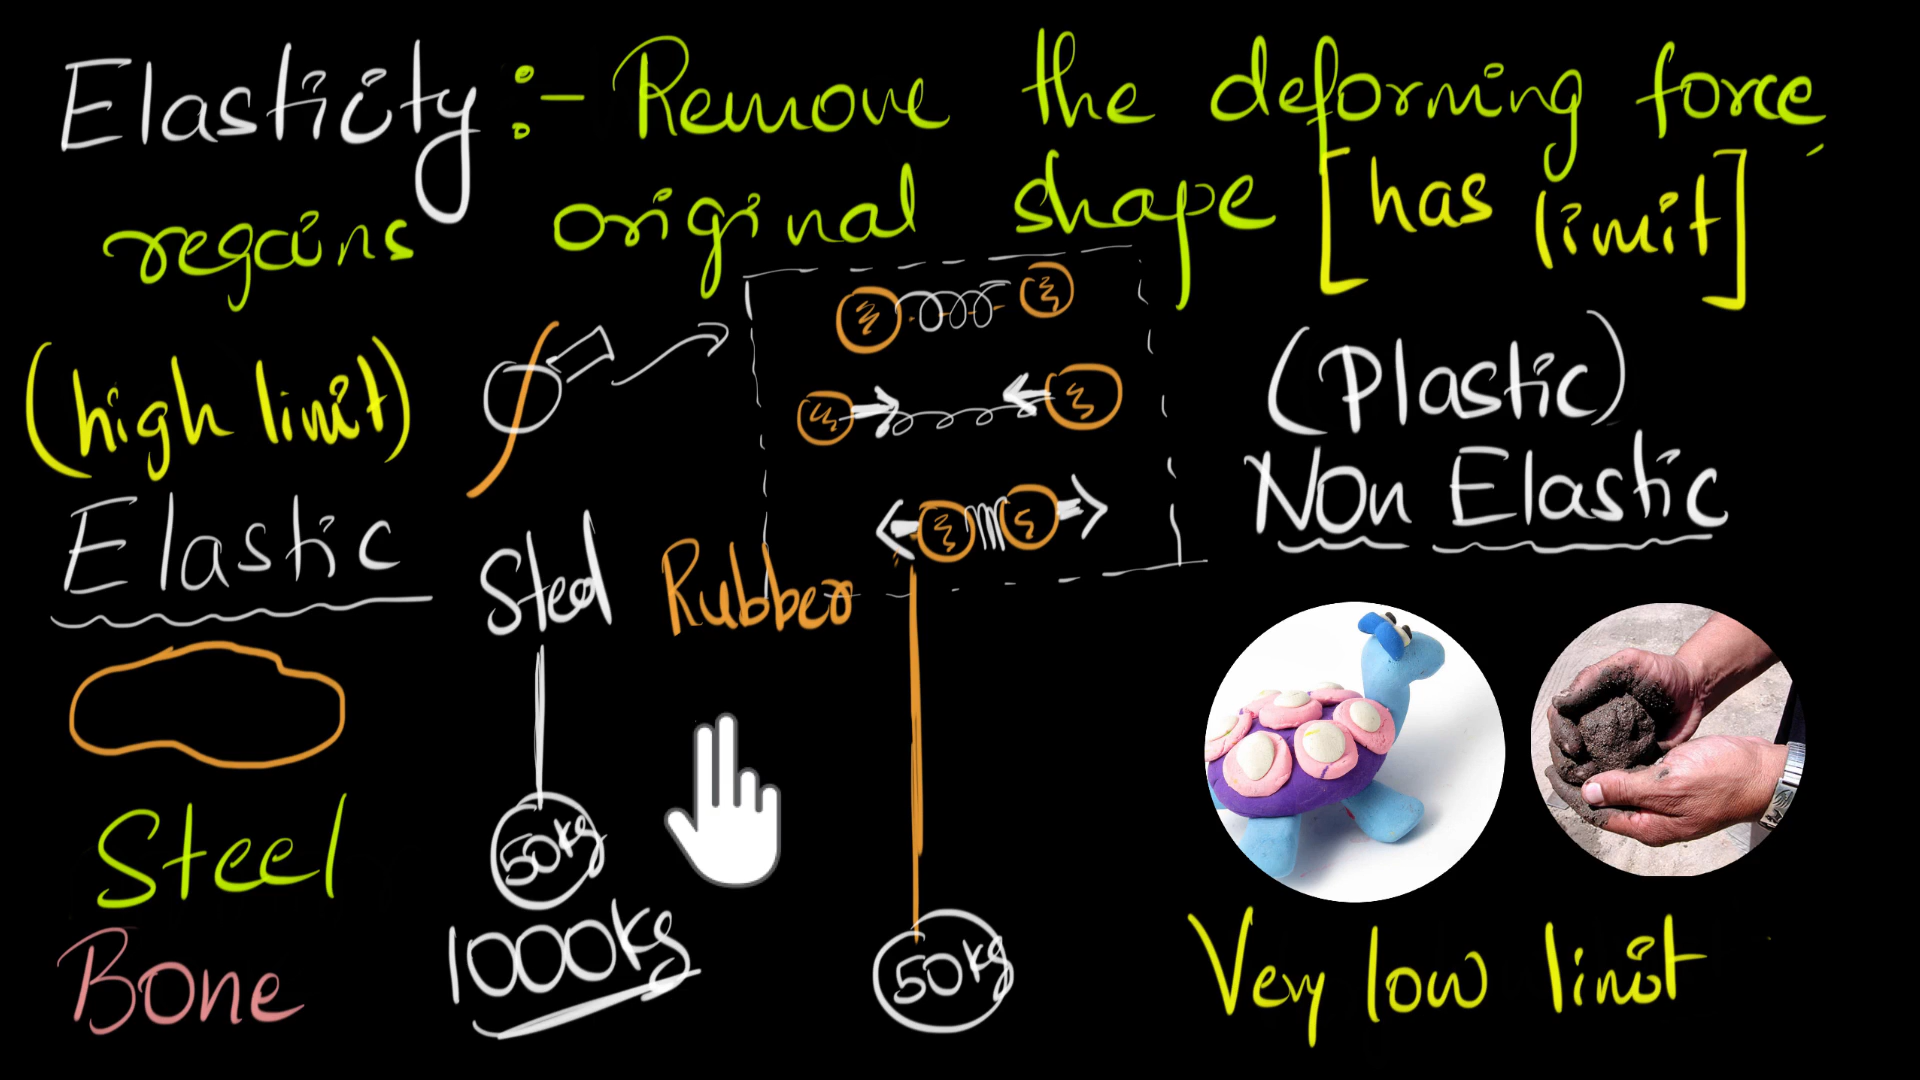 Elasticity :- Remove the deforming force,
regains original shape [has limit]
(high limit)
Elastic
Steel
Bone
Steel
50kg
1000kg
Rubber
50kg
(Plastic)
Non Elastic
Very low limit